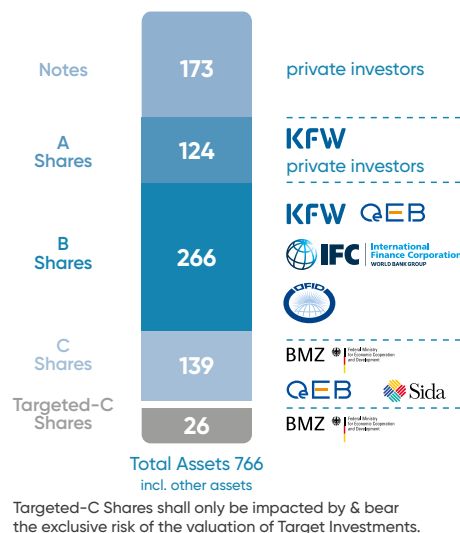 Notes
173
private investors
A
Shares
124
KFW
private investors
B
Shares
266
KFW OeEB
IFC International
Finance Corporation
WORLD BANK GROUP
OFID
C
Shares
139
BMZ Federal Ministry
for Economic Cooperation
and Development
OeEB Sida
Targeted-C
Shares
26
BMZ Federal Ministry
for Economic Cooperation
and Development
Total Assets 766
incl. other assets
Targeted-C Shares shall only be impacted by & bear
the exclusive risk of the valuation of Target Investments.